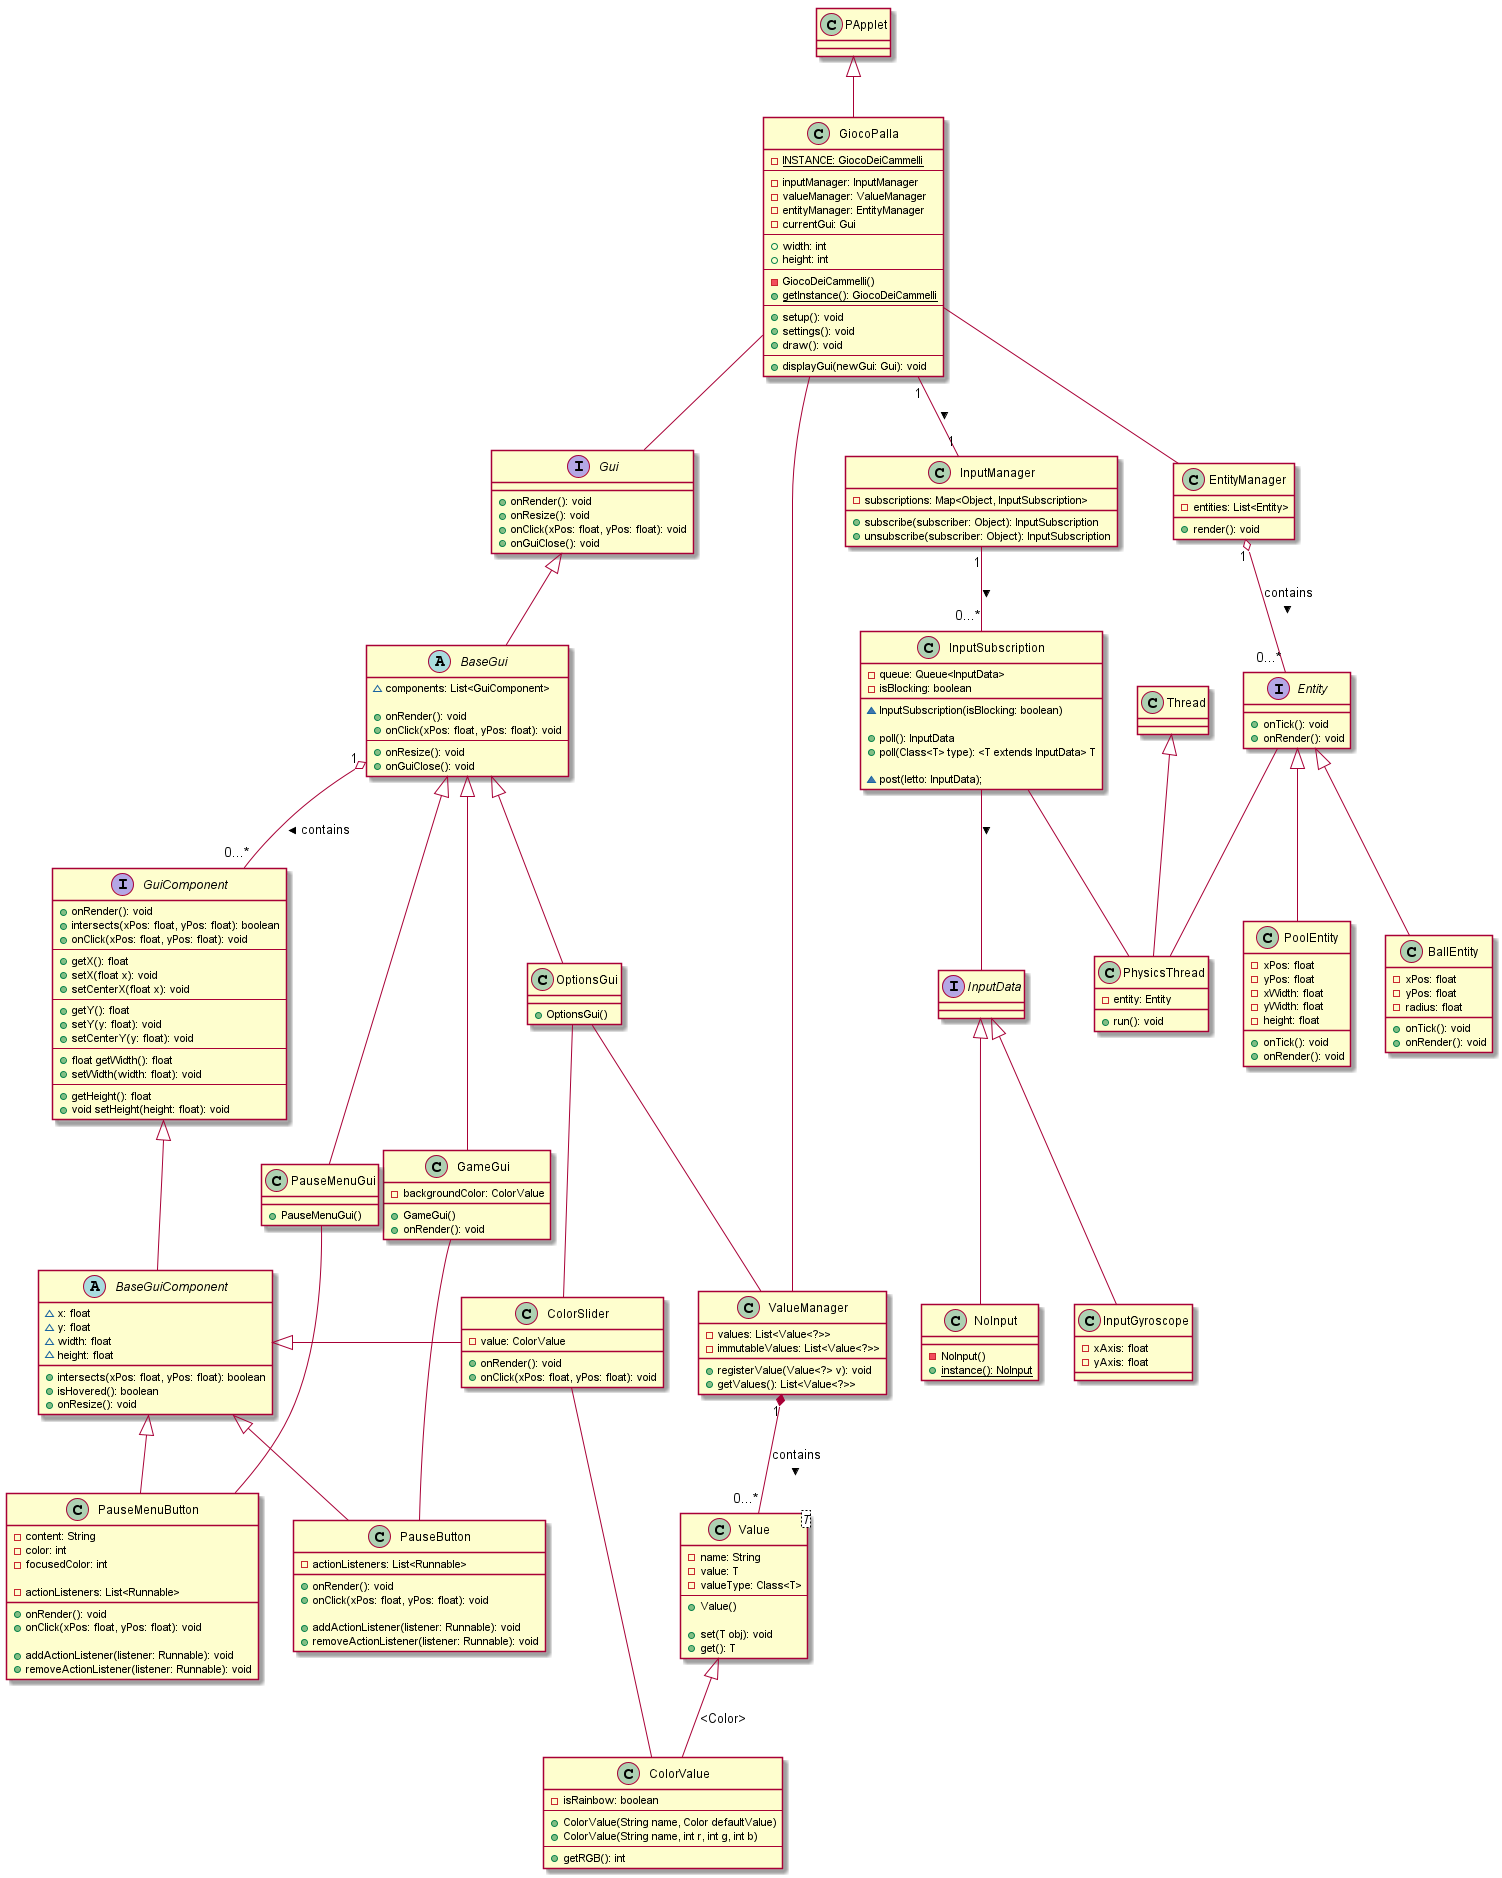 C PApplet
C GiocoPalla
INSTANCE: GiocoDeiCammelli
inputManager: InputManager
valueManager: ValueManager
entityManager: EntityManager
currentGui: Gui
width: int
height: int
GiocoDeiCammelli()
getInstance(): GiocoDeiCammelli
setup(): void
settings(): void
draw(): void
displayGui(newGui: Gui): void
1
1
I Gui
onRender(): void
onResize(): void
onClick(xPos: float, yPos: float): void
onGuiClose(): void
C InputManager
subscriptions: Map<Object, InputSubscription>
subscribe(subscriber: Object): InputSubscription
unsubscribe(subscriber: Object): InputSubscription
C EntityManager
entities: List<Entity>
render(): void
1
0...*
1
contains
0...*
A BaseGui
components: List<GuiComponent>
onRender(): void
onClick(xPos: float, yPos: float): void
onResize(): void
onGuiClose(): void
C InputSubscription
queue: Queue<InputData>
isBlocking: boolean
InputSubscription(isBlocking: boolean)
poll(): InputData
poll(Class<T> type): <T extends InputData> T
post(letto: InputData);
C Thread
I Entity
onTick(): void
onRender(): void
1
contains
0...*
I GuiComponent
onRender(): void
intersects(xPos: float, yPos: float): boolean
onClick(xPos: float, yPos: float): void
getX(): float
setX(float x): void
setCenterX(float x): void
getY(): float
setY(y: float): void
setCenterY(y: float): void
float getWidth(): float
setWidth(width: float): void
getHeight(): float
void setHeight(height: float): void
C OptionsGui
OptionsGui()
I InputData
C PhysicsThread
entity: Entity
run(): void
C PoolEntity
xPos: float
yPos: float
xWidth: float
yWidth: float
height: float
onTick(): void
onRender(): void
C BallEntity
xPos: float
yPos: float
radius: float
onTick(): void
onRender(): void
C PauseMenuGui
PauseMenuGui()
C GameGui
backgroundColor: ColorValue
GameGui()
onRender(): void
A BaseGuiComponent
x: float
y: float
width: float
height: float
intersects(xPos: float, yPos: float): boolean
isHovered(): boolean
onResize(): void
C ColorSlider
value: ColorValue
onRender(): void
onClick(xPos: float, yPos: float): void
C ValueManager
values: List<Value<?>>
immutableValues: List<Value<?>>
registerValue(Value<?> v): void
getValues(): List<Value<?>>
C NoInput
NoInput()
instance(): NoInput
C InputGyroscope
xAxis: float
yAxis: float
1
contains
0...*
C PauseMenuButton
content: String
color: int
focusedColor: int
actionListeners: List<Runnable>
onRender(): void
onClick(xPos: float, yPos: float): void
addActionListener(listener: Runnable): void
removeActionListener(listener: Runnable): void
C PauseButton
actionListeners: List<Runnable>
onRender(): void
onClick(xPos: float, yPos: float): void
addActionListener(listener: Runnable): void
removeActionListener(listener: Runnable): void
C Value T
name: String
value: T
valueType: Class<T>
Value()
set(T obj): void
get(): T
<Color>
C ColorValue
isRainbow: boolean
ColorValue(String name, Color defaultValue)
ColorValue(String name, int r, int g, int b)
getRGB(): int